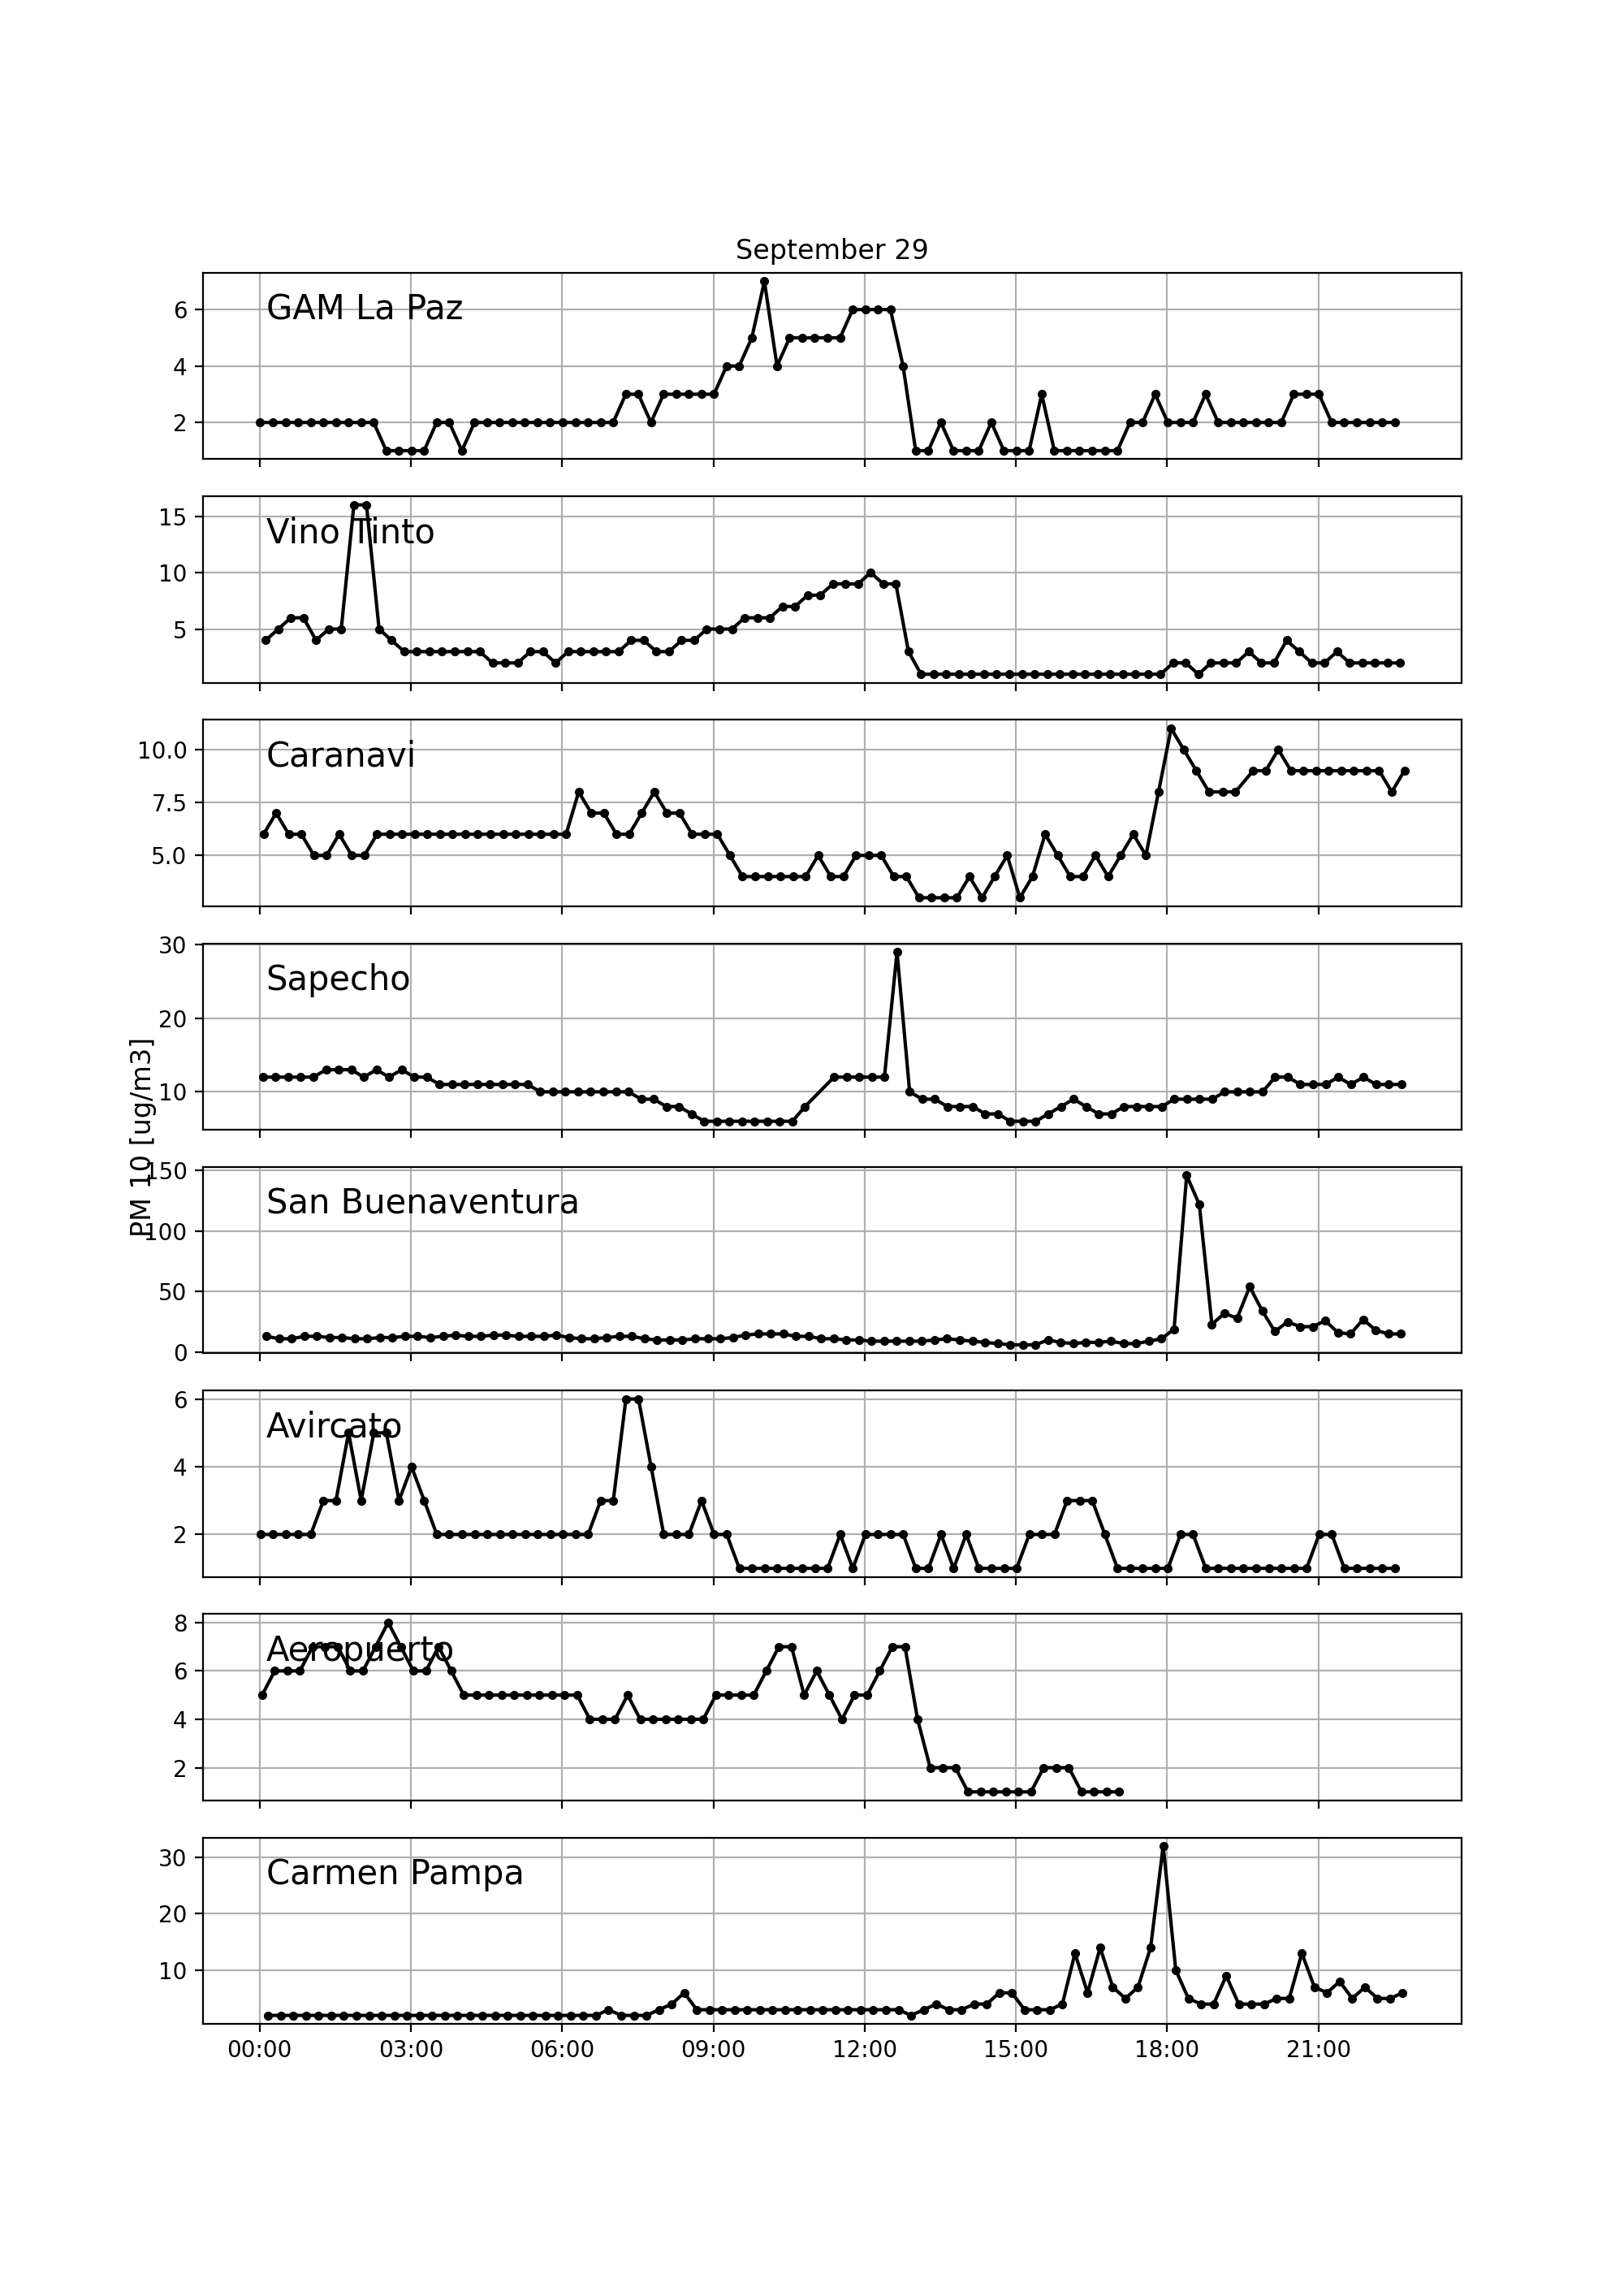 September 29
GAM La Paz
6
4
2
Vino Tinto
15
10
5
Caranavi
10.0
7.5
5.0
Sapecho
30
20
10
PM 10 [ug/m3]
San Buenaventura
150
100
50
0
Avircato
6
4
2
Aeropuerto
8
6
4
2
Carmen Pampa
30
20
10
00:00 03:00 06:00 09:00 12:00 15:00 18:00 21:00